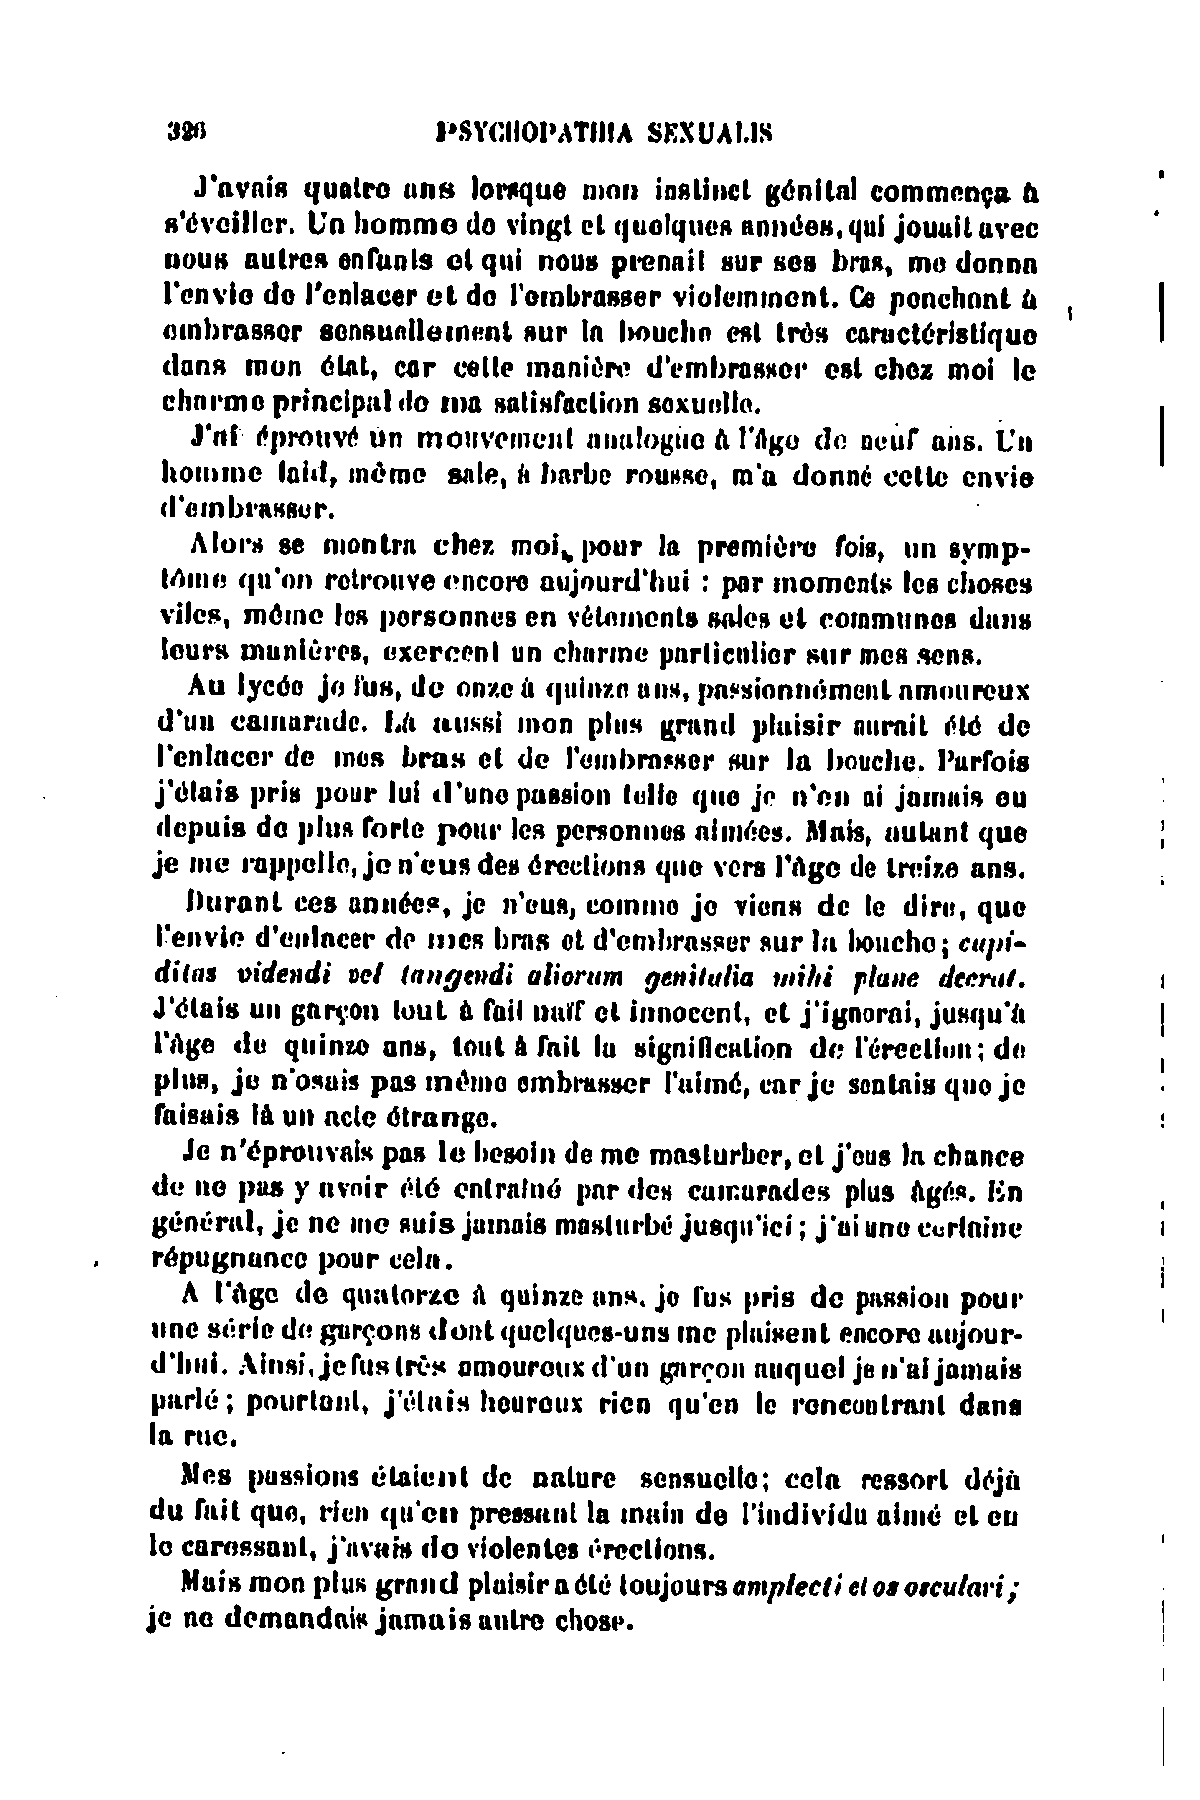 326 PSYCHOPATHIA SEXUALIS
J'avais quatre ans lorsque mon instinct génital commença à
s'éveiller. Un homme de vingt et quelques années, qui jouait avec
nous autres enfants et qui nous prenait sur ses bras, me donna
l'envie de l'enlacer et de l'embrasser violemment. Ce penchant à
embrasser sensuellement sur la bouche est très caractéristique
dans mon état, car cette manière d'embrasser est chez moi le
charme principal de ma satisfaction sexuelle.
J'ai éprouvé un mouvement analogue à l'âge de neuf ans. Un
homme laid, même sale, à barbe rousse, m'a donné cette envie
d'embrasser.
Alors se montra chez moi, pour la première fois, un symp-
tôme qu'on retrouve encore aujourd'hui : par moments les choses
viles, même les personnes en vêtements sales et communes dans
leurs manières, exercent un charme particulier sur mes sens.
Au lycée je fus, de onze à quinze ans, passionnément amoureux
d'un camarade. Là aussi mon plus grand plaisir aurait été de
l'enlacer de mes bras et de l'embrasser sur la bouche. Parfois
j'étais pris pour lui d'une passion telle que je n'en ai jamais eu
depuis de plus forte pour les personnes aimées. Mais, autant que
je me rappelle, je n'eus des érections que vers l'âge de treize ans.
Durant ces années, je n'eus, comme je viens de le dire, que
l'envie d'enlacer de mes bras et d'embrasser sur la bouche ; cupi-
ditas videndi vel tangendi aliorum genitalia mihi plane deerat.
J'étais un garçon tout à fait naïf et innocent, et j'ignorai, jusqu'à
l'âge de quinze ans, tout à fait la signification de l'érection ; de
plus, je n'osais pas même embrasser l'aimé, car je sentais que je
faisais là un acte étrange.
Je n'éprouvais pas le besoin de me masturber, et j'eus la chance
de ne pas y avoir été entraîné par des camarades plus âgés. En
général, je ne me suis jamais masturbé jusqu'ici ; j'ai une certaine
répugnance pour cela.
A l'âge de quatorze à quinze ans, je fus pris de passion pour
une série de garçons dont quelques-uns me plaisent encore aujour-
d'hui. Ainsi, je fus très amoureux d'un garçon auquel je n'ai jamais
parlé ; pourtant, j'étais heureux rien qu'en le rencontrant dans
la rue.
Mes passions étaient de nature sensuelle ; cela ressort déjà
du fait que, rien qu'en pressant la main de l'individu aimé et en
le caressant, j'avais de violentes érections.
Mais mon plus grand plaisir a été toujours amplecti et os osculari ;
je ne demandais jamais autre chose.